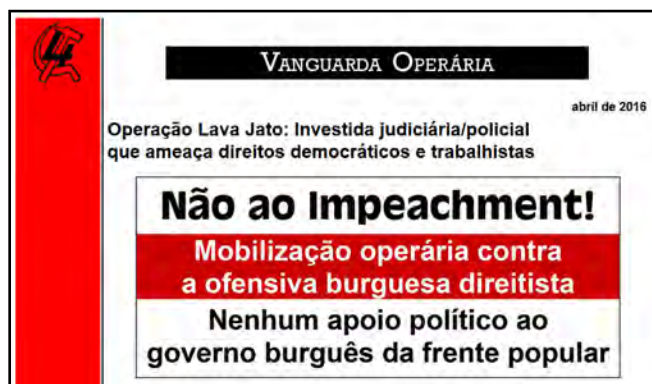 VANGUARDA OPERÁRIA
abril de 2016
Operação Lava Jato: Investida judiciária/policial
que ameaça direitos democráticos e trabalhistas
Não ao Impeachment!
Mobilização operária contra
a ofensiva burguesa direitista
Nenhum apoio político ao
governo burguês da frente popular